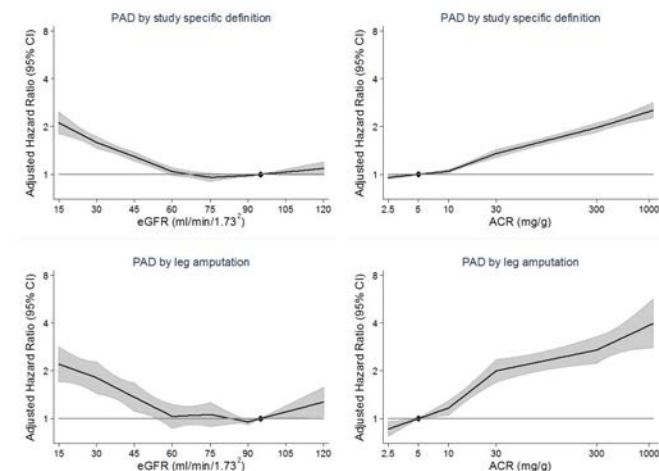 PAD by study specific definition
Adjusted Hazard Ratio (95% CI)
8
4
2
1
15 30 45 60 75 90 105 120
eGFR (ml/min/1.73²)
PAD by study specific definition
Adjusted Hazard Ratio (95% CI)
8
4
2
1
2.5 5 10 30 300 1000
ACR (mg/g)
PAD by leg amputation
Adjusted Hazard Ratio (95% CI)
8
4
2
1
15 30 45 60 75 90 105 120
eGFR (ml/min/1.73²)
PAD by leg amputation
Adjusted Hazard Ratio (95% CI)
8
4
2
1
2.5 5 10 30 300 1000
ACR (mg/g)